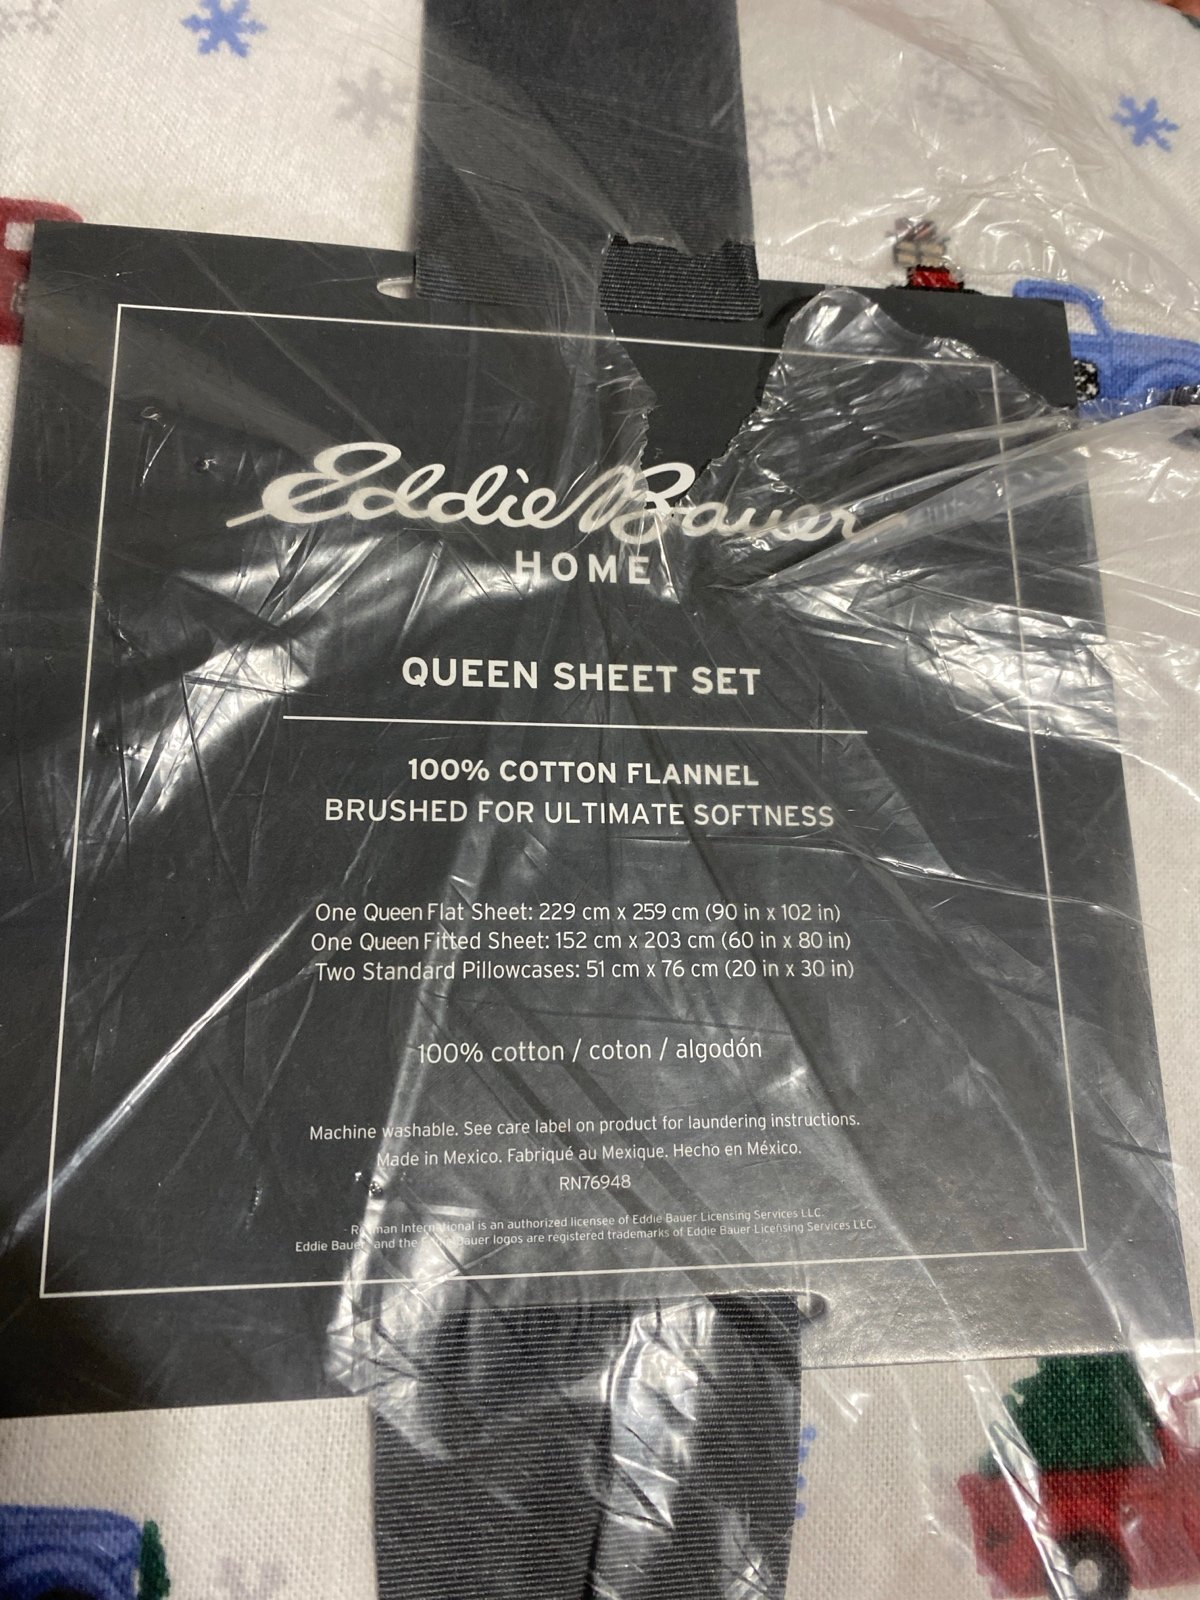 Eddie Bauer
HOME
QUEEN SHEET SET
100% COTTON FLANNEL
BRUSHED FOR ULTIMATE SOFTNESS
One Queen Flat Sheet: 229 cm x 259 cm (90 in x 102 in)
One Queen Fitted Sheet: 152 cm x 203 cm (60 in x 80 in)
Two Standard Pillowcases: 51 cm x 76 cm (20 in x 30 in)
100% cotton / coton / algodón
Machine washable. See care label on product for laundering instructions.
Made in Mexico. Fabriqué au Mexique. Hecho en México.
RN76948
International is an authorized licensee of Eddie Bauer Licensing Services LLC.
Eddie Bauer and the Eddie Bauer logos are registered trademarks of Eddie Bauer Licensing Services LLC.